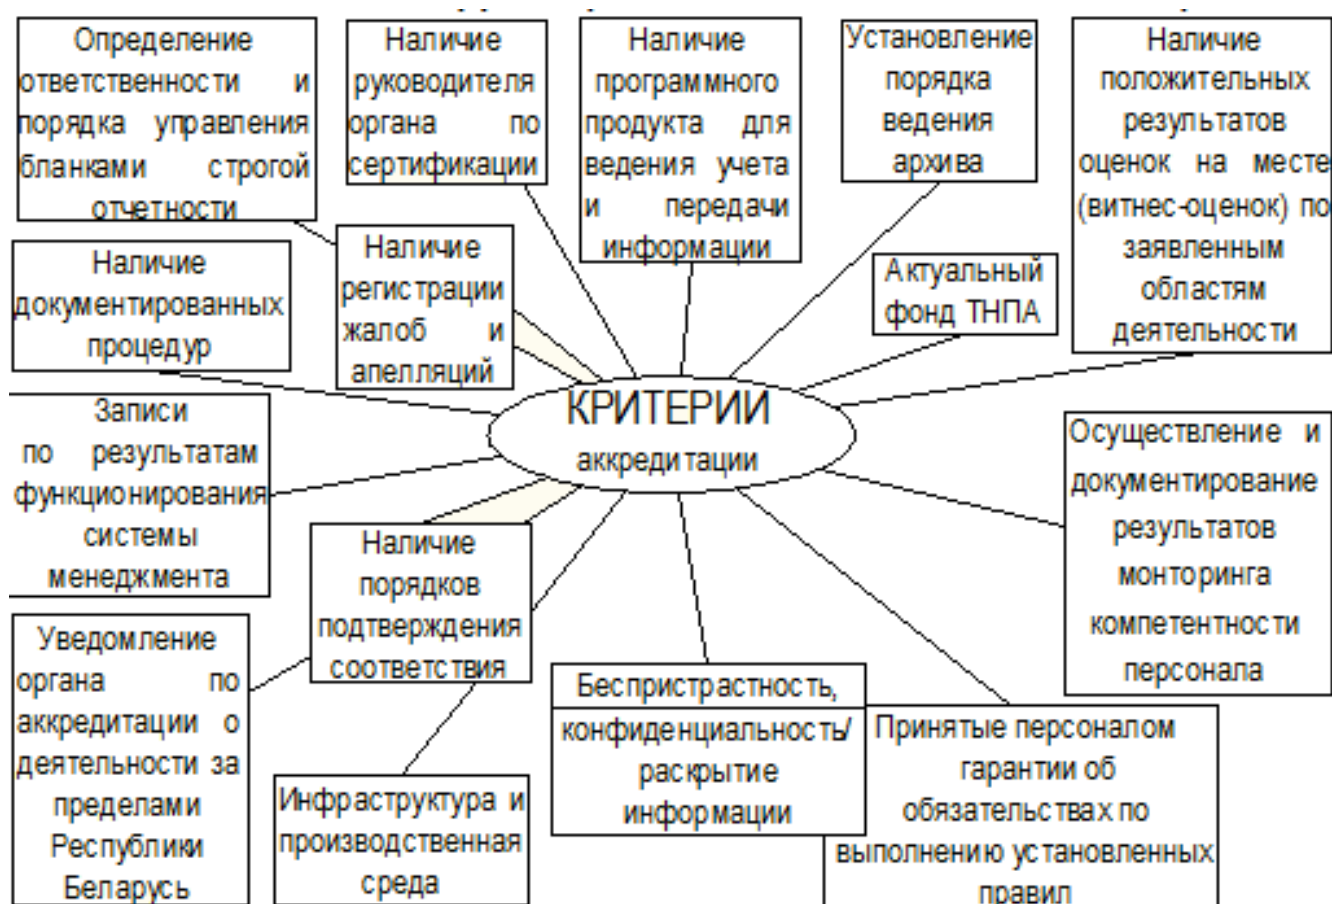 Определение
ответственности и
порядка управления
бланками строгой
отчетности
Наличие
руководителя
органа по
сертификации
Наличие
программного
продукта для
ведения учета
и передачи
информации
Установление
порядка
ведения
архива
Наличие
положительных
результатов
оценок на месте
(витнес-оценок) по
заявленным
областям
деятельности
Наличие
документированных
процедур
Наличие
регистрации
жалоб и
апелляций
Актуальный
фонд ТНПА
КРИТЕРИИ
аккредитации
Записи
по результатам
функционирования
системы
менеджмента
Осуществление и
документирование
результатов
монторинга
компетентности
персонала
Наличие
порядков
подтверждения
соответствия
Уведомление
органа по
аккредитации о
деятельности за
пределами
Республики
Беларусь
Инфраструктура и
производственная
среда
Беспристрастность,
конфиденциальность/
раскрытие
информации
Принятые персоналом
гарантии об
обязательствах по
выполнению установленных
правил